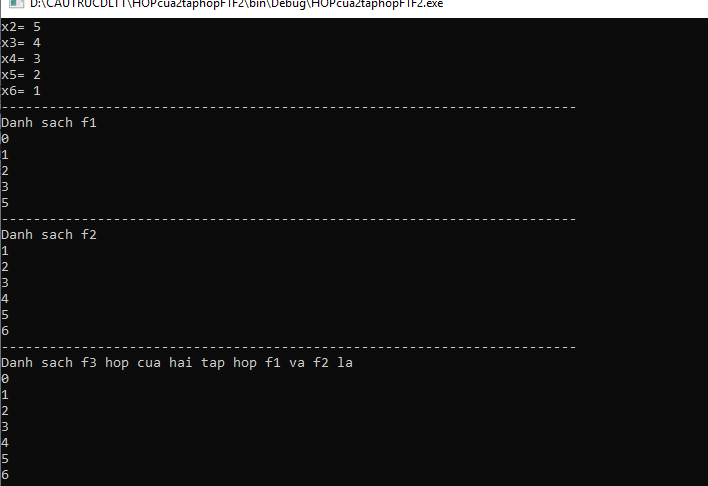 D:\CAUTRUCDLTT\HOPcua2taphopF1F2\bin\Debug\HOPcua2taphopF1F2.exe
x2= 5
x3= 4
x4= 3
x5= 2
x6= 1
------------------------------------------------------------------------
Danh sach f1
0
1
2
3
5
------------------------------------------------------------------------
Danh sach f2
1
2
3
4
5
6
------------------------------------------------------------------------
Danh sach f3 hop cua hai tap hop f1 va f2 la
0
1
2
3
4
5
6